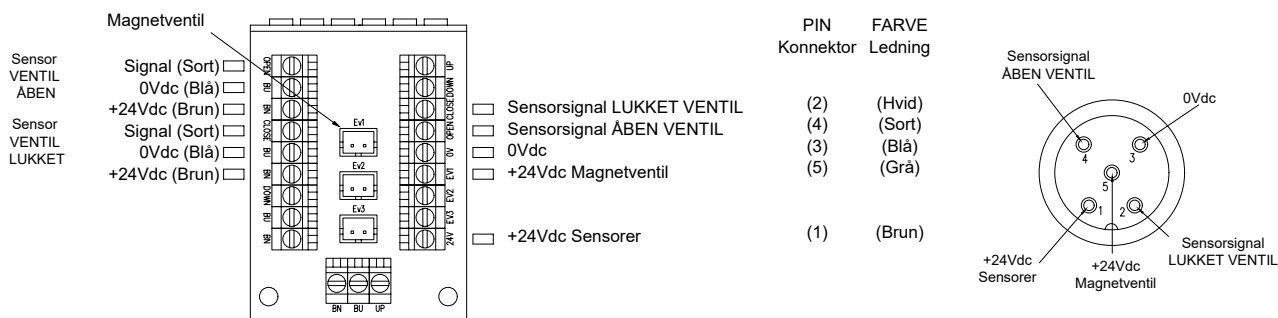 Magnetventil
Sensor
VENTIL
ÅBEN
Signal (Sort)
0Vdc (Blå)
+24Vdc (Brun)
Sensor
VENTIL
LUKKET
Signal (Sort)
0Vdc (Blå)
+24Vdc (Brun)
OPEN
BU
BN
CLOSE
BU
BN
DOWN
BU
BN
Ev1
Ev2
Ev3
BN BU UP
UP
DOWN
CLOSE
OPEN
0V
EV1
EV2
EV3
24V
Sensorsignal LUKKET VENTIL
Sensorsignal ÅBEN VENTIL
0Vdc
+24Vdc Magnetventil
+24Vdc Sensorer
PIN FARVE
Konnektor Ledning
(2) (Hvid)
(4) (Sort)
(3) (Blå)
(5) (Grå)
(1) (Brun)
Sensorsignal
ÅBEN VENTIL
0Vdc
4 3
5
1 2
+24Vdc
Sensorer
+24Vdc
Magnetventil
Sensorsignal
LUKKET VENTIL